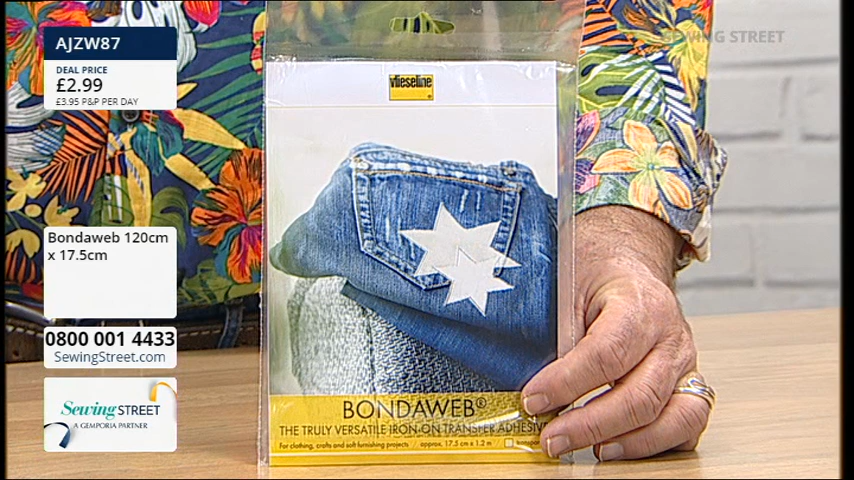 AJZW87
DEAL PRICE
£2.99
£3.95 P&P PER DAY
Bondaweb 120cm
x 17.5cm
0800 001 4433
SewingStreet.com
Sewing STREET
A GEMPORIA PARTNER
SEWING STREET
vlieseline
BONDAWEB®
THE TRULY VERSATILE IRON-ON TRANSFER ADHESIVE
For clothing, crafts and soft furnishing projects / approx. 17.5 cm x 1.2 m